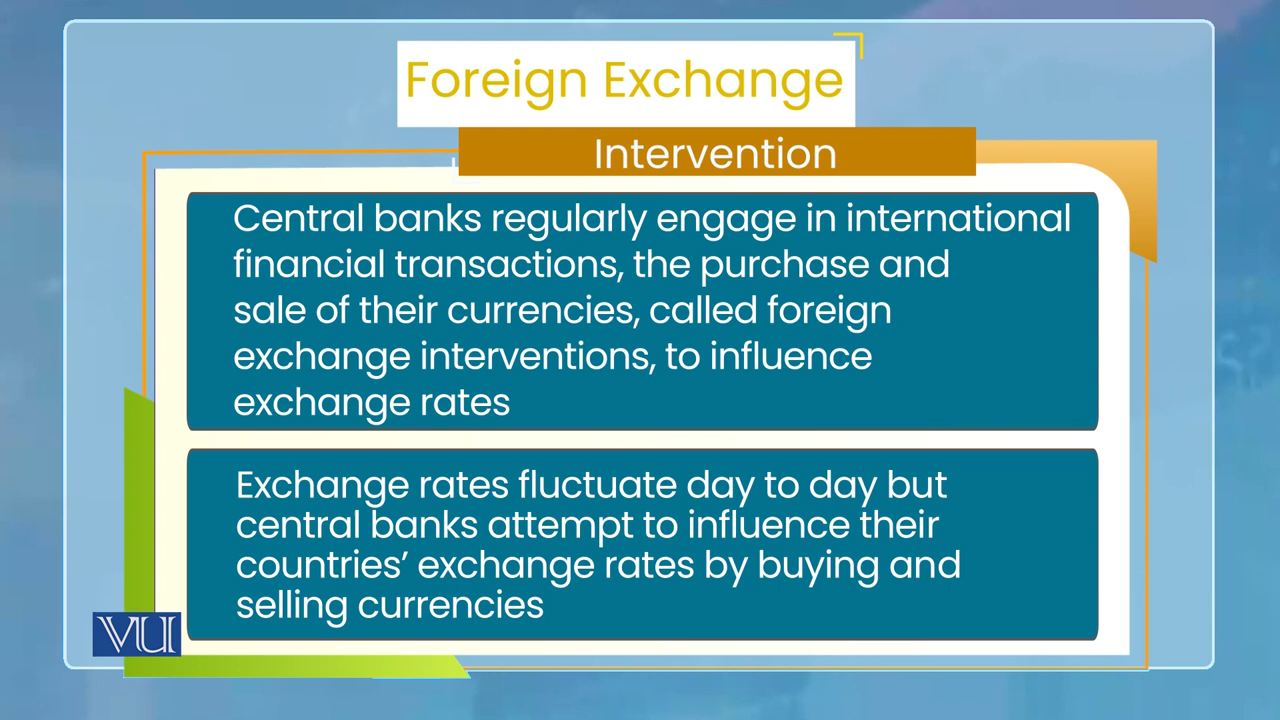 Foreign Exchange
Intervention
Central banks regularly engage in international
financial transactions, the purchase and
sale of their currencies, called foreign
exchange interventions, to influence
exchange rates
Exchange rates fluctuate day to day but
central banks attempt to influence their
countries’ exchange rates by buying and
selling currencies
VU